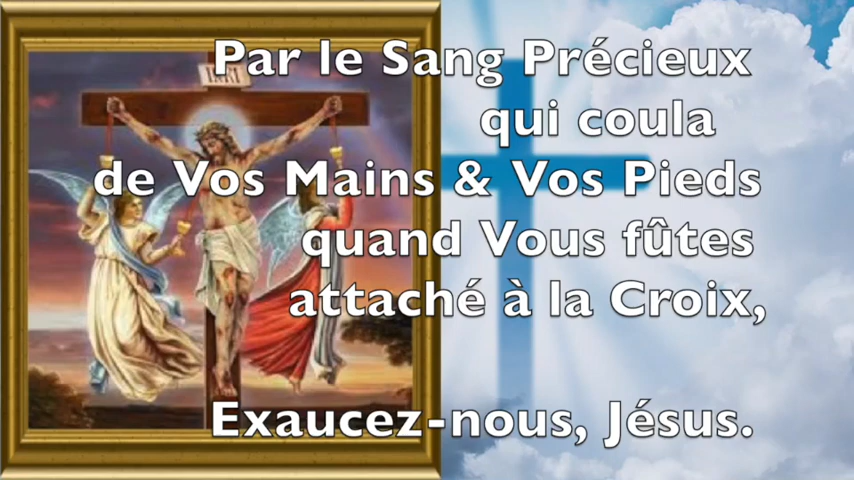 INRI
Par le Sang Précieux
qui coula
de Vos Mains & Vos Pieds
quand Vous fûtes
attaché à la Croix,
Exaucez-nous, Jésus.